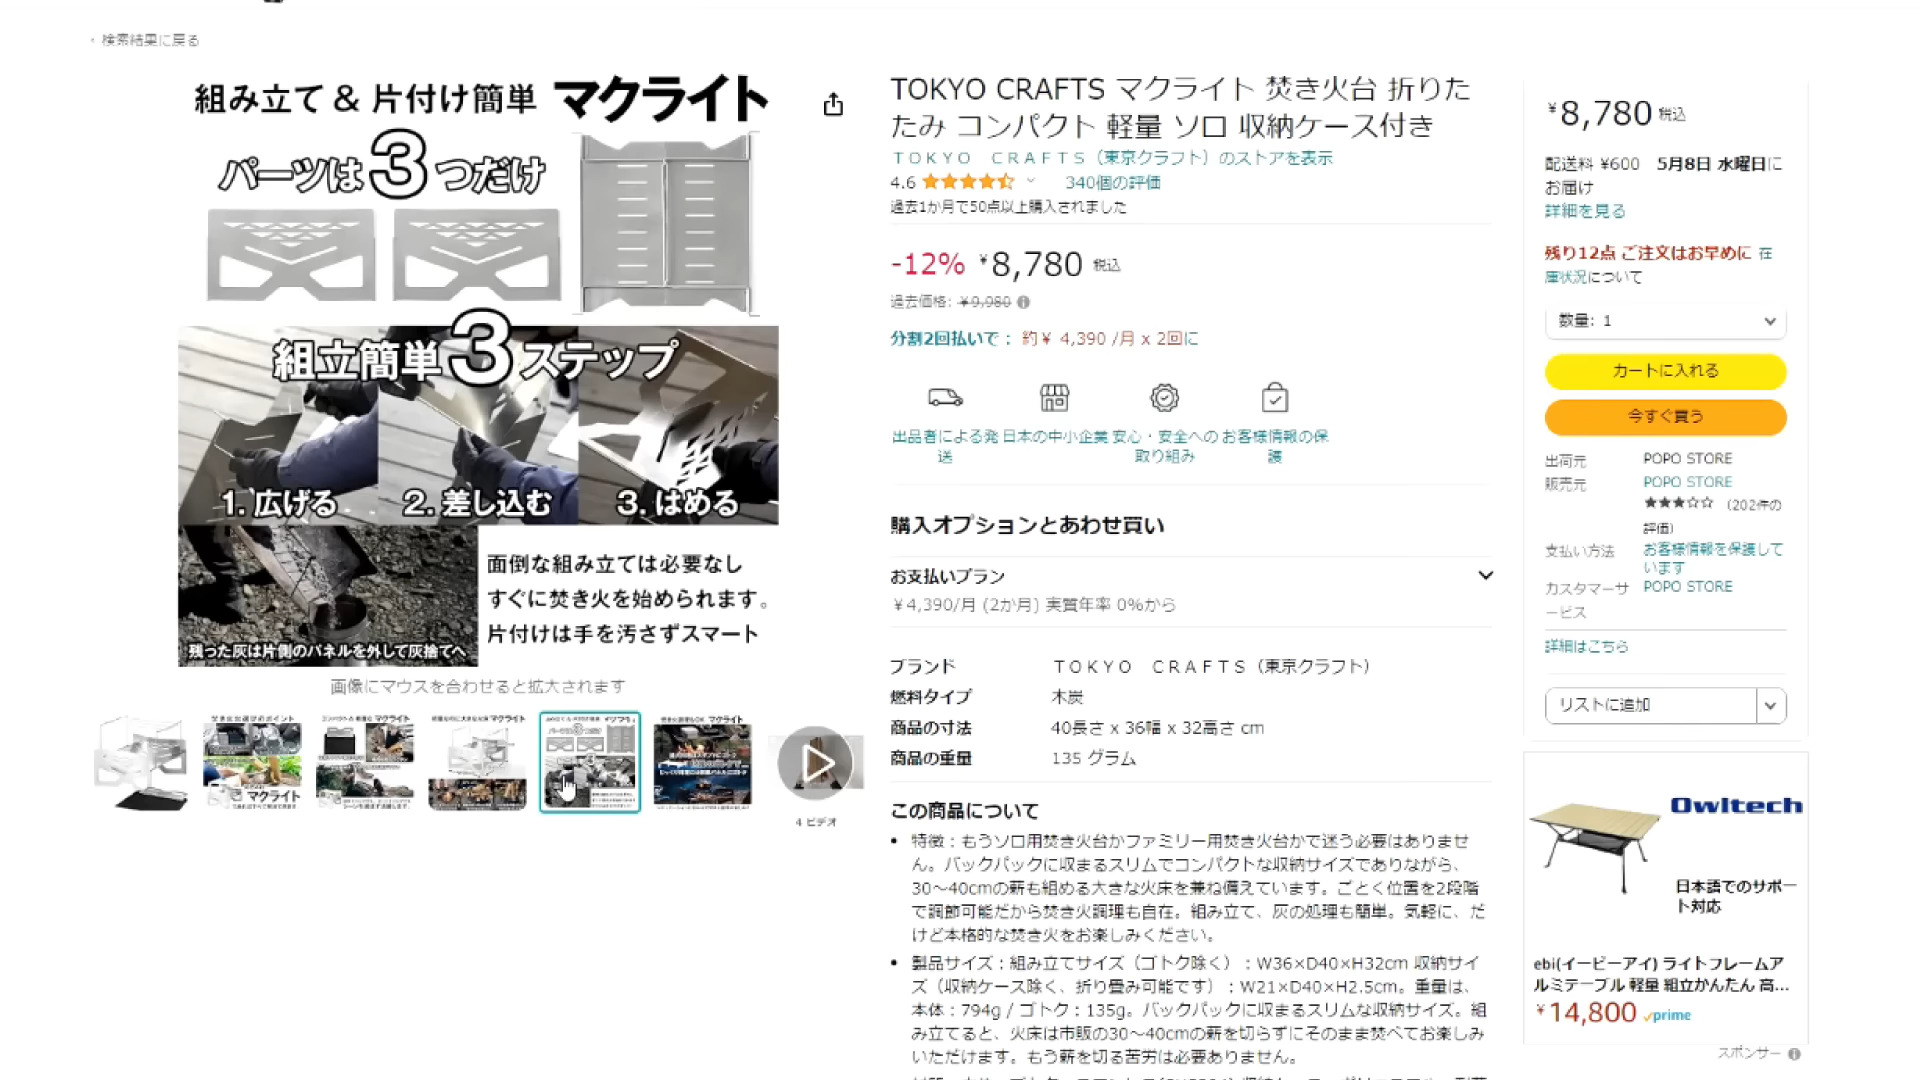 ‹ 検索結果に戻る
組み立て & 片付け簡単 マクライト
パーツは3つだけ
組立簡単3ステップ
1. 広げる
2. 差し込む
3. はめる
残った灰は片側のパネルを外して灰捨てへ
面倒な組み立ては必要なし
すぐに焚き火を始められます。
片付けは手を汚さずスマート
画像にマウスを合わせると拡大されます
4 ビデオ
TOKYO CRAFTS マクライト 焚き火台 折りた
たみ コンパクト 軽量 ソロ 収納ケース付き
TOKYO CRAFTS（東京クラフト）のストアを表示
4.6 340個の評価
過去1か月で50点以上購入されました
-12% ¥8,780 税込
過去価格: ¥9,980
分割2回払いで： 約¥ 4,390 /月 x 2回に
出品者による発送
日本の中小企業
安心・安全への取り組み
お客様情報の保護
購入オプションとあわせ買い
お支払いプラン
¥4,390/月 (2か月) 実質年率 0%から
ブランド TOKYO CRAFTS（東京クラフト）
燃料タイプ 木炭
商品の寸法 40長さ x 36幅 x 32高さ cm
商品の重量 135 グラム
この商品について
• 特徴：もうソロ用焚き火台かファミリー用焚き火台かで迷う必要はありませ
ん。バックパックに収まるスリムでコンパクトな収納サイズでありながら、
30〜40cmの薪も組める大きな火床を兼ね備えています。ごとく位置を2段階
で調節可能だから焚き火調理も自在。組み立て、灰の処理も簡単。気軽に、だ
けど本格的な焚き火をお楽しみください。
• 製品サイズ：組み立てサイズ（ゴトク除く）：W36×D40×H32cm 収納サイ
ズ（収納ケース除く、折り畳み可能です）：W21×D40×H2.5cm。重量は、
本体：794g / ゴトク：135g。バックパックに収まるスリムな収納サイズ。組
み立てると、火床は市販の30〜40cmの薪を切らずにそのまま焚べてお楽しみ
いただけます。もう薪を切る苦労は必要ありません。
¥8,780 税込
配送料 ¥600 5月8日 水曜日に
お届け
詳細を見る
残り12点 ご注文はお早めに 在
庫状況について
数量: 1
カートに入れる
今すぐ買う
出荷元 POPO STORE
販売元 POPO STORE
★★★☆☆ (202件の
評価)
支払い方法 お客様情報を保護して
います
カスタマーサ POPO STORE
ービス
詳細はこちら
リストに追加
Owltech
日本語でのサポー
ト対応
ebi(イービーアイ) ライトフレームア
ルミテーブル 軽量 組立かんたん 高...
¥14,800 prime
スポンサー